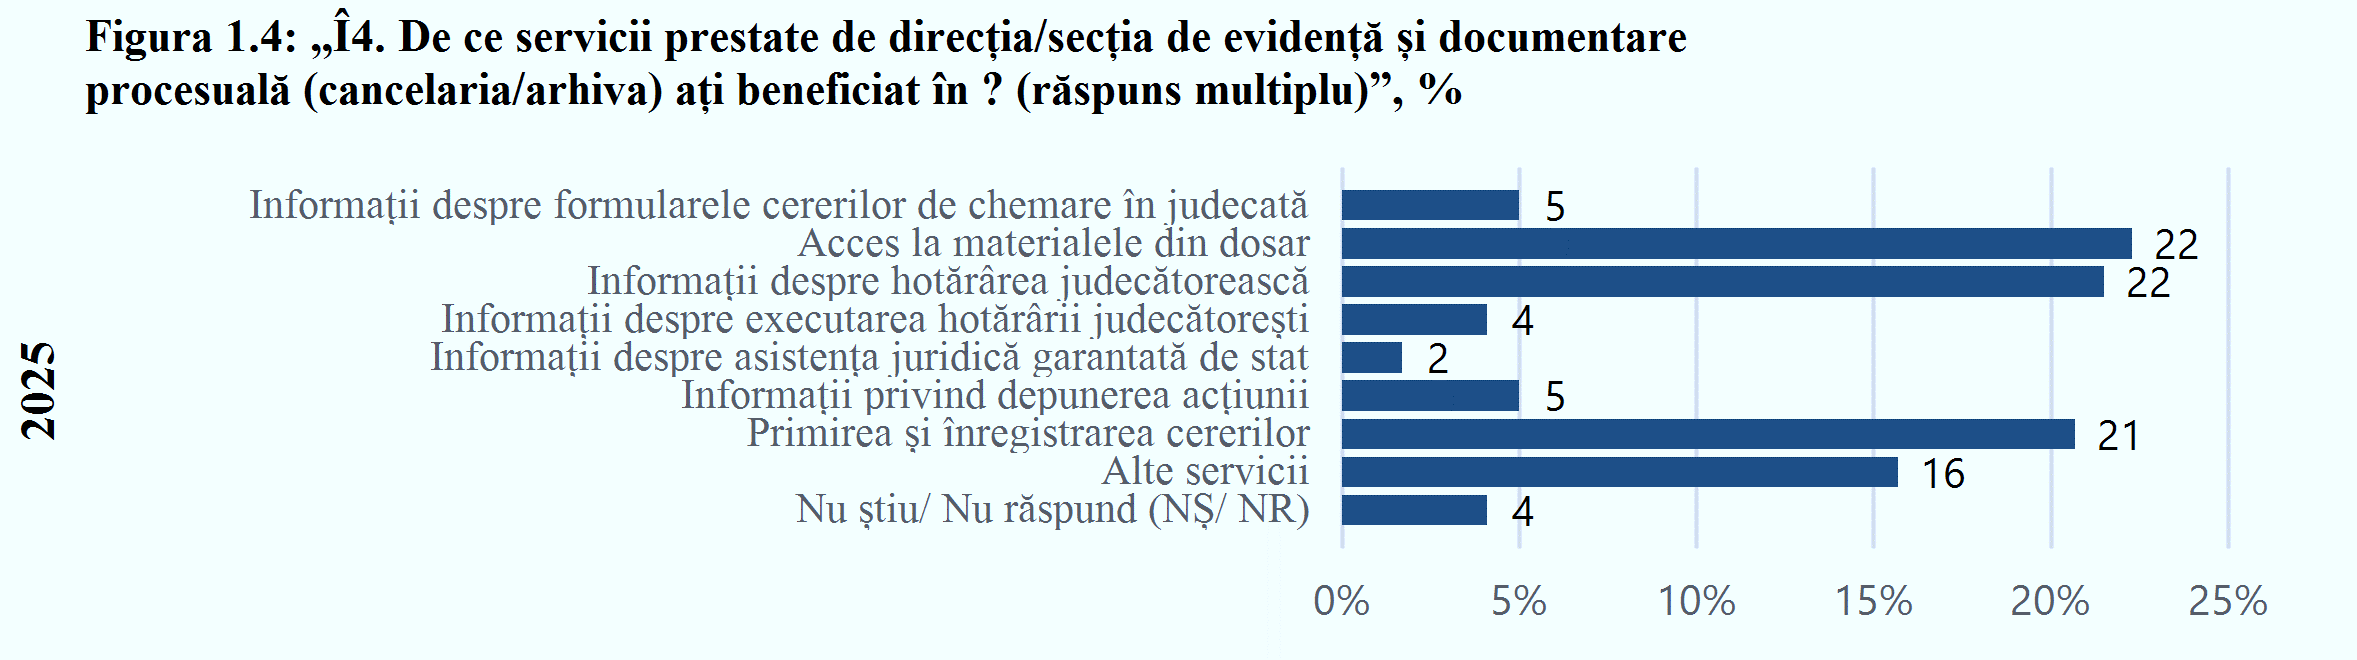 Figura 1.4: „Î4. De ce servicii prestate de direcția/secția de evidență și documentare
procesuală (cancelaria/arhiva) ați beneficiat în ? (răspuns multiplu)”, %
2025
Informații despre formularele cererilor de chemare în judecată 5
Acces la materialele din dosar 22
Informații despre hotărârea judecătorească 22
Informații despre executarea hotărârii judecătorești 4
Informații despre asistența juridică garantată de stat 2
Informații privind depunerea acțiunii 5
Primirea și înregistrarea cererilor 21
Alte servicii 16
Nu știu/ Nu răspund (NȘ/ NR) 4
0% 5% 10% 15% 20% 25%